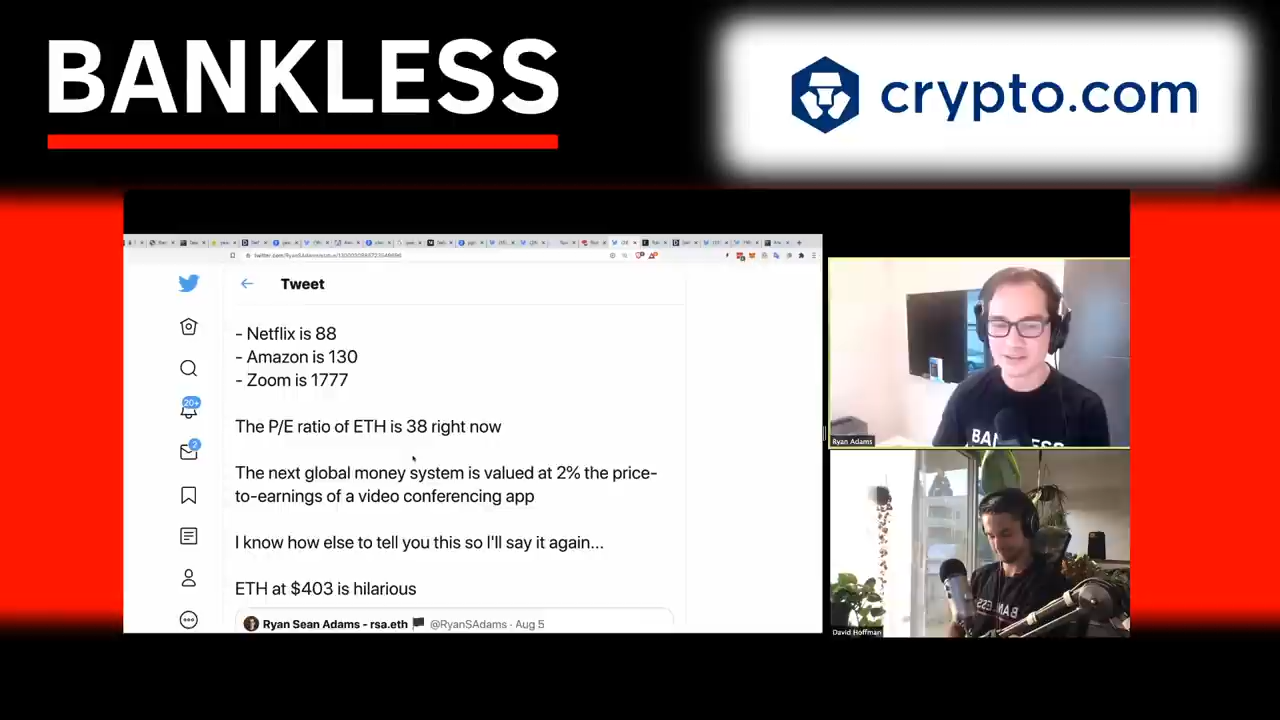 BANKLESS
crypto.com
Tweet
- Netflix is 88
- Amazon is 130
- Zoom is 1777
The P/E ratio of ETH is 38 right now
The next global money system is valued at 2% the price-
to-earnings of a video conferencing app
I know how else to tell you this so I'll say it again...
ETH at $403 is hilarious
Ryan Sean Adams - rsa.eth 🏴 @RyanSAdams · Aug 5
20+
2
Ryan Adams
BANKLESS
David Hoffman